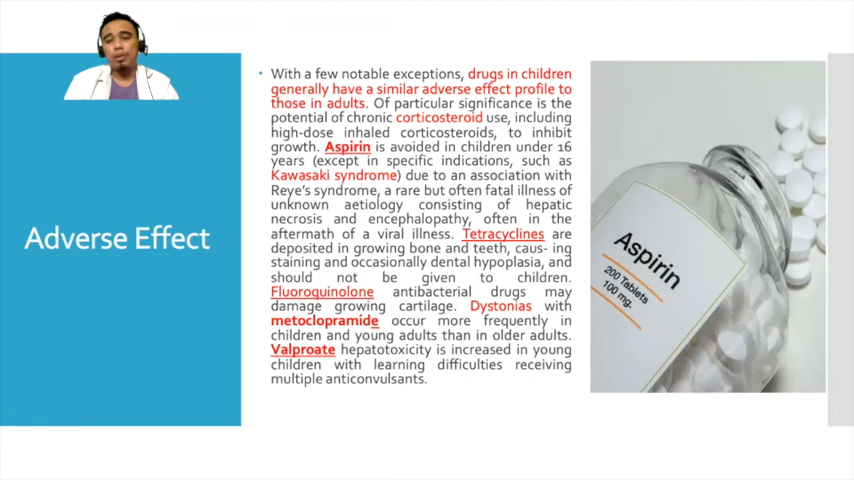 Adverse Effect
• With a few notable exceptions, drugs in children
generally have a similar adverse effect profile to
those in adults. Of particular significance is the
potential of chronic corticosteroid use, including
high-dose inhaled corticosteroids, to inhibit
growth. Aspirin is avoided in children under 16
years (except in specific indications, such as
Kawasaki syndrome) due to an association with
Reye's syndrome, a rare but often fatal illness of
unknown aetiology consisting of hepatic
necrosis and encephalopathy, often in the
aftermath of a viral illness. Tetracyclines are
deposited in growing bone and teeth, caus- ing
staining and occasionally dental hypoplasia, and
should not be given to children.
Fluoroquinolone antibacterial drugs may
damage growing cartilage. Dystonias with
metoclopramide occur more frequently in
children and young adults than in older adults.
Valproate hepatotoxicity is increased in young
children with learning difficulties receiving
multiple anticonvulsants.
Aspirin
200 Tablets
100 mg.